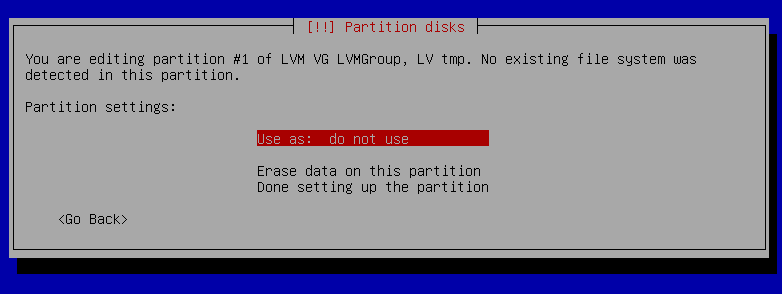 [!!] Partition disks
You are editing partition #1 of LVM VG LVMGroup, LV tmp. No existing file system was
detected in this partition.
Partition settings:
Use as: do not use
Erase data on this partition
Done setting up the partition
<Go Back>